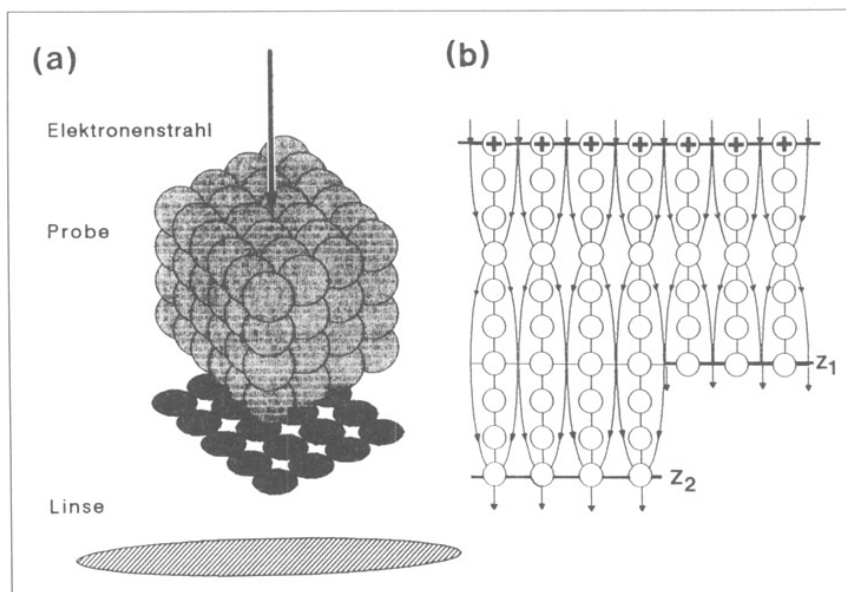 (a)
Elektronenstrahl
Probe
Linse
(b)
+ + + + + + +
z₁
z₂